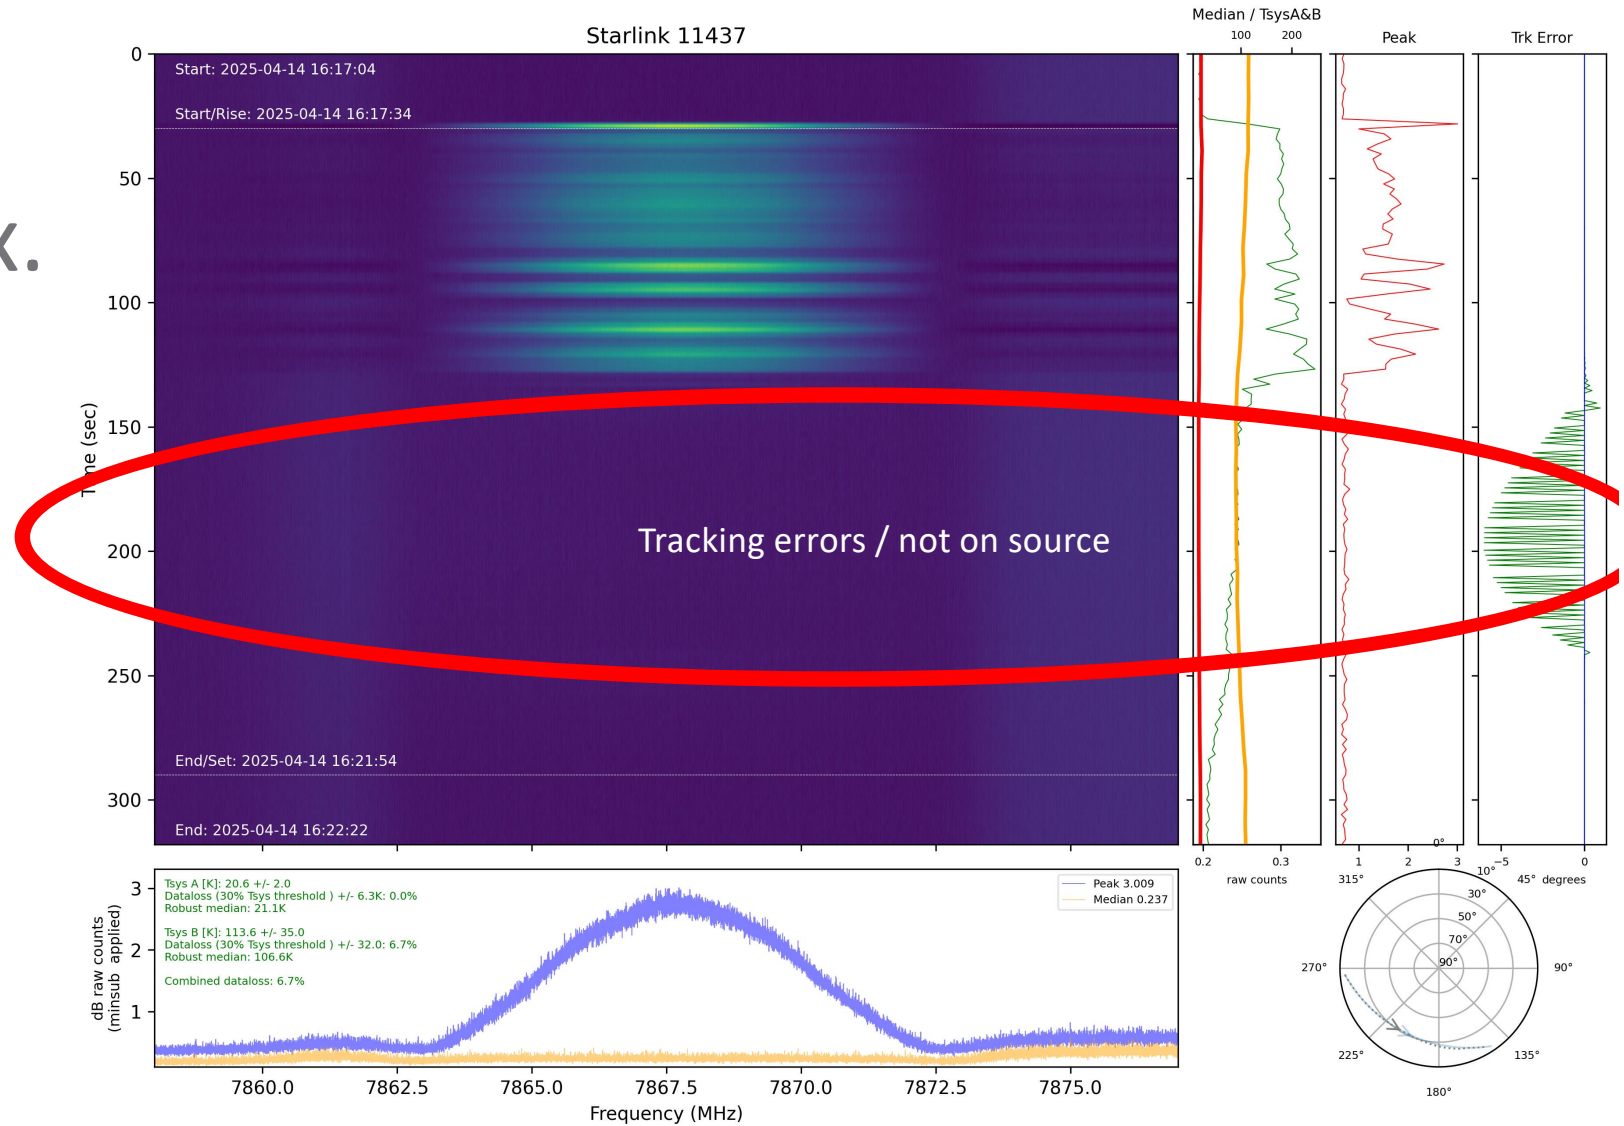 x.
Starlink 11437
Median / TsysA&B
100 200
Peak
Trk Error
0
50
100
150
200
250
300
Time (sec)
Start: 2025-04-14 16:17:04
Start/Rise: 2025-04-14 16:17:34
Tracking errors / not on source
End/Set: 2025-04-14 16:21:54
End: 2025-04-14 16:22:22
0.2 0.3
raw counts
1 2 3
−5 0
degrees
3
2
1
dB raw counts
(minsub applied)
Tsys A [K]: 20.6 +/- 2.0
Dataloss (30% Tsys threshold ) +/- 6.3K: 0.0%
Robust median: 21.1K
Tsys B [K]: 113.6 +/- 35.0
Dataloss (30% Tsys threshold ) +/- 32.0: 6.7%
Robust median: 106.6K
Combined dataloss: 6.7%
Peak 3.009
Median 0.237
7860.0 7862.5 7865.0 7867.5 7870.0 7872.5 7875.0
Frequency (MHz)
0°
45°
90°
135°
180°
225°
270°
315°
10°
30°
50°
70°
90°